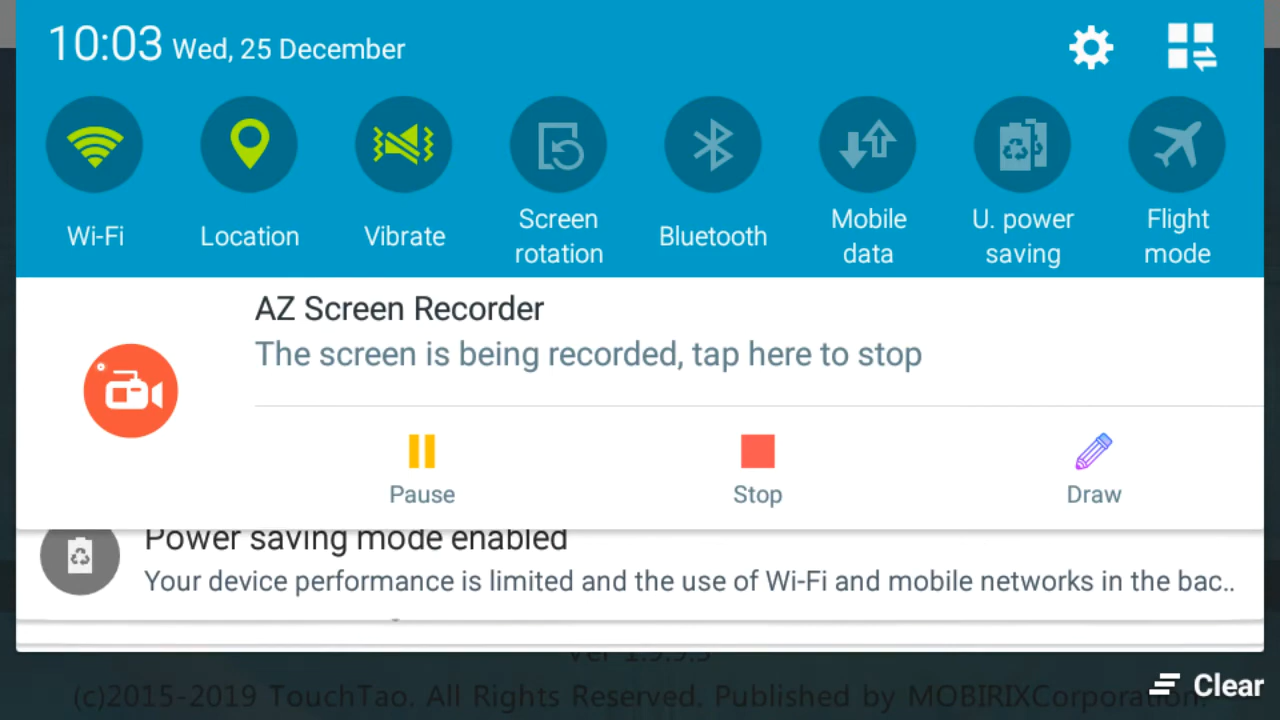 10:03 Wed, 25 December
Wi-Fi
Location
Vibrate
Screen
rotation
Bluetooth
Mobile
data
U. power
saving
Flight
mode
AZ Screen Recorder
The screen is being recorded, tap here to stop
Pause
Stop
Draw
Power saving mode enabled
Your device performance is limited and the use of Wi-Fi and mobile networks in the bac..
Clear
(c)2015-2019 TouchTao. All Rights Reserved. Published by MOBIRIXCorporation.